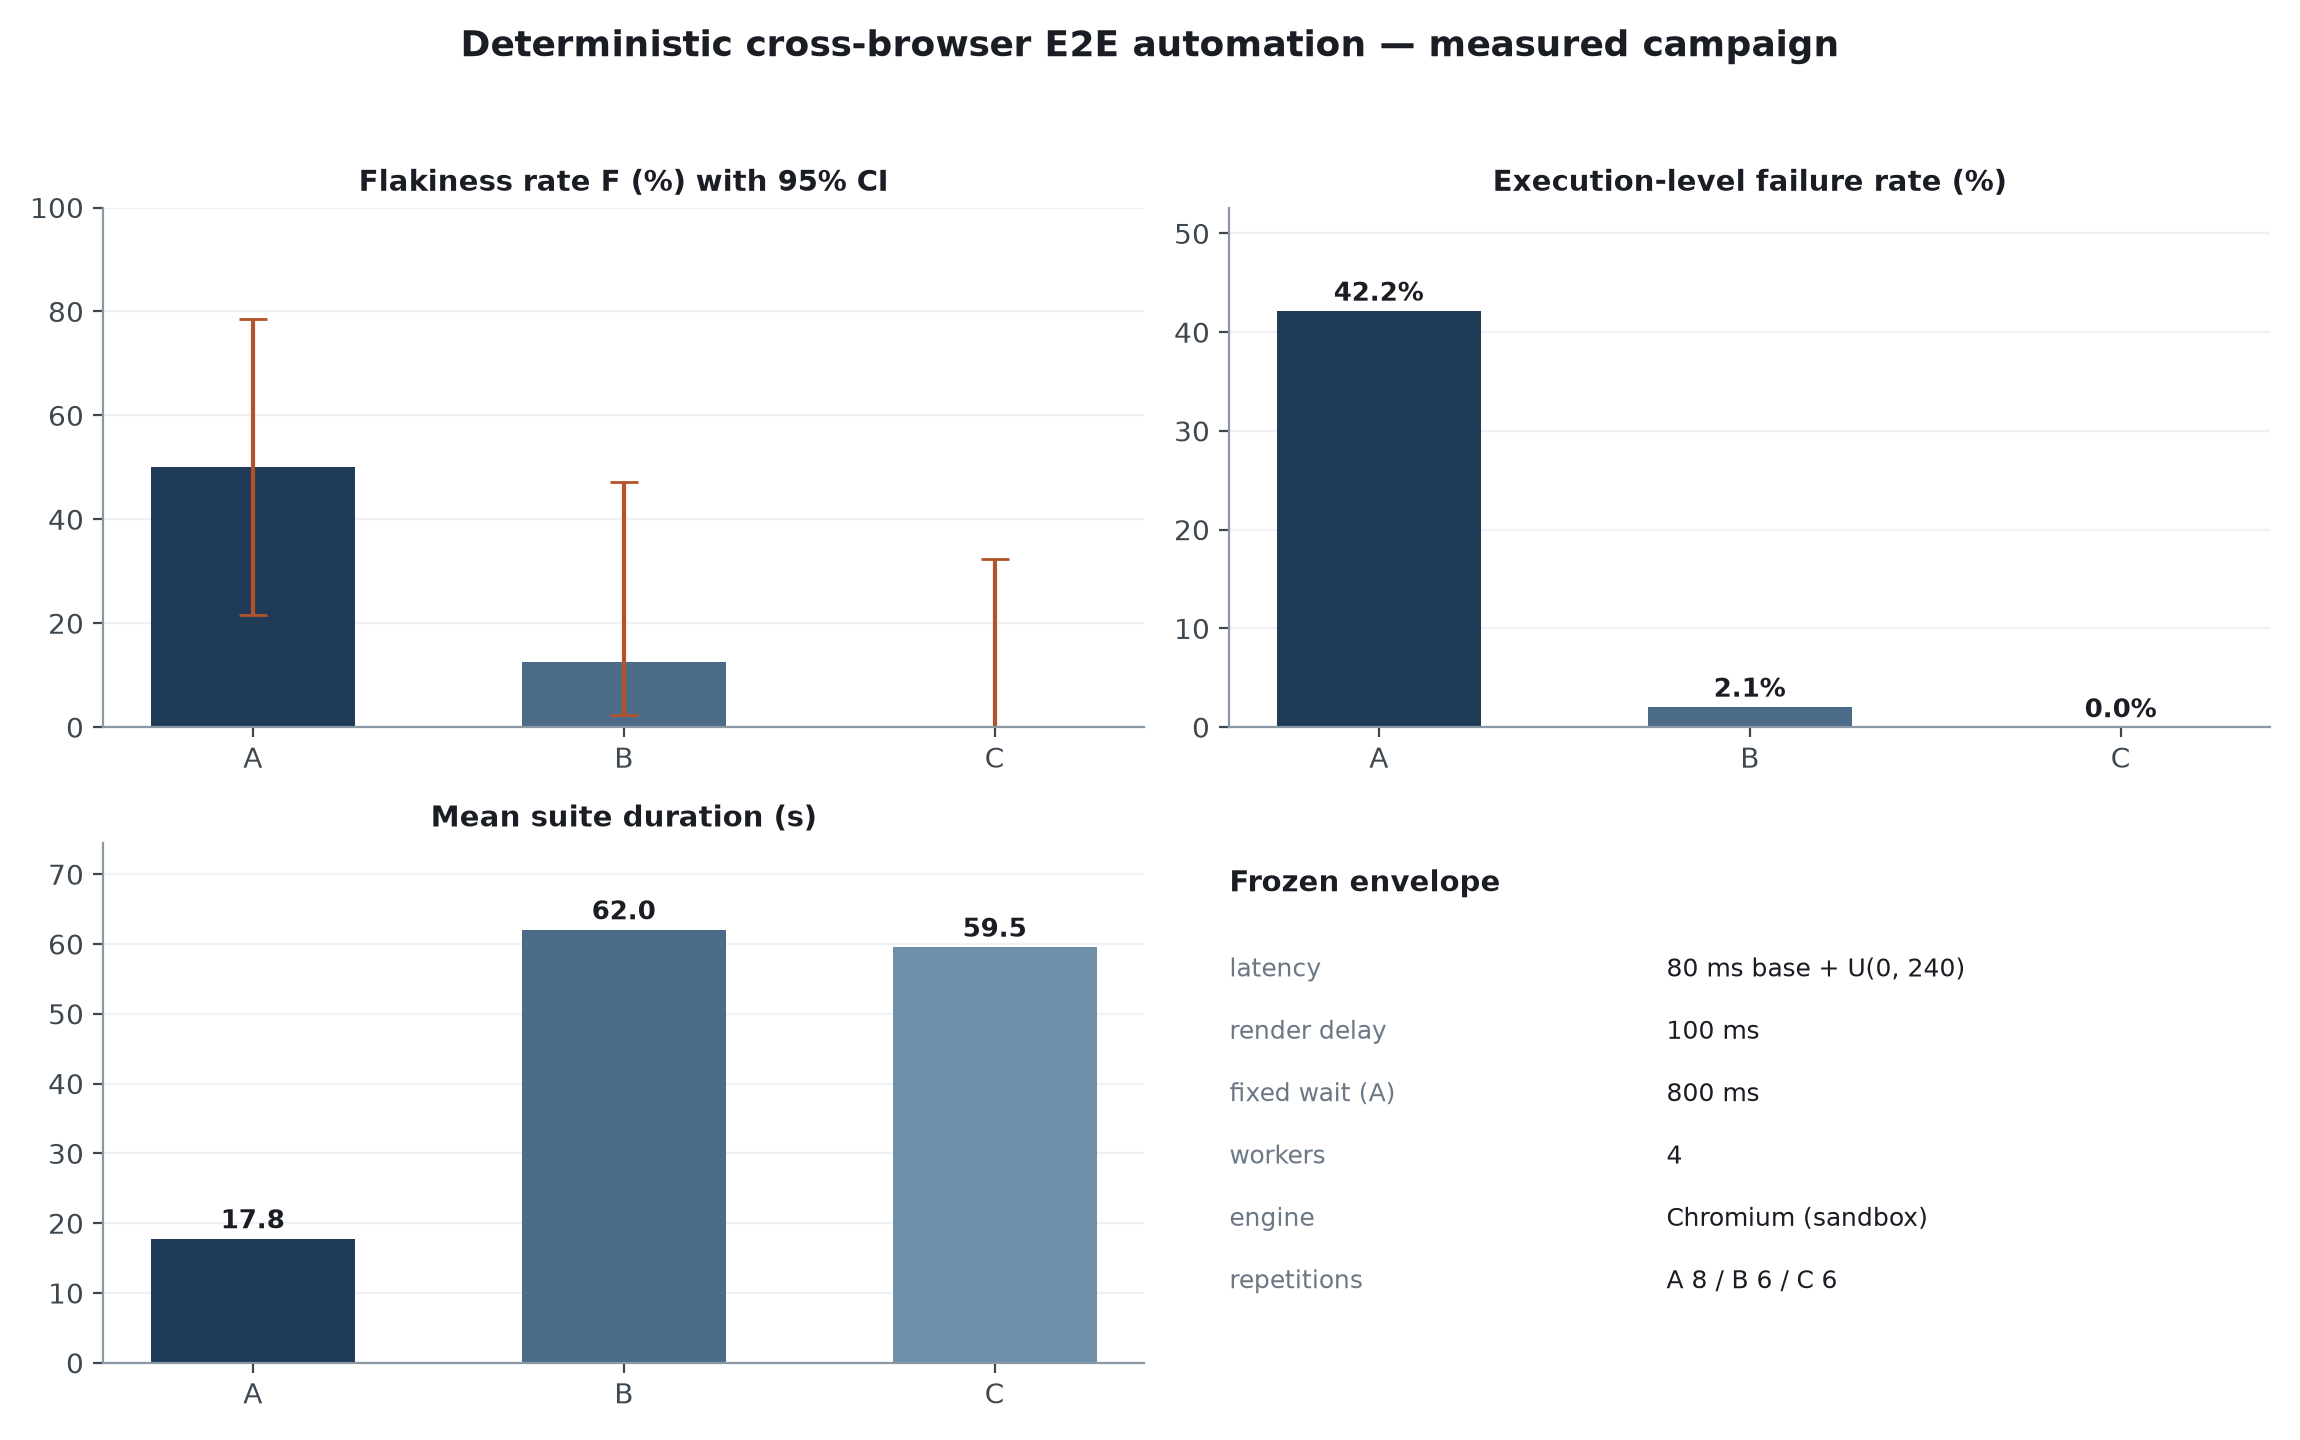 Deterministic cross-browser E2E automation — measured campaign
Flakiness rate F (%) with 95% CI
100
80
60
40
20
0
A B C
Execution-level failure rate (%)
50
40
30
20
10
0
42.2%
2.1%
0.0%
A B C
Mean suite duration (s)
70
60
50
40
30
20
10
0
17.8
62.0
59.5
A B C
Frozen envelope
latency 80 ms base + U(0, 240)
render delay 100 ms
fixed wait (A) 800 ms
workers 4
engine Chromium (sandbox)
repetitions A 8 / B 6 / C 6